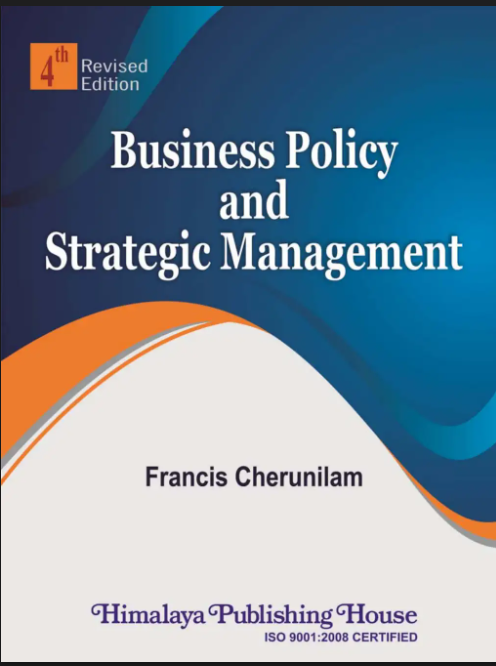 4th Revised
Edition
Business Policy
and
Strategic Management
Francis Cherunilam
Himalaya Publishing House
ISO 9001:2008 CERTIFIED